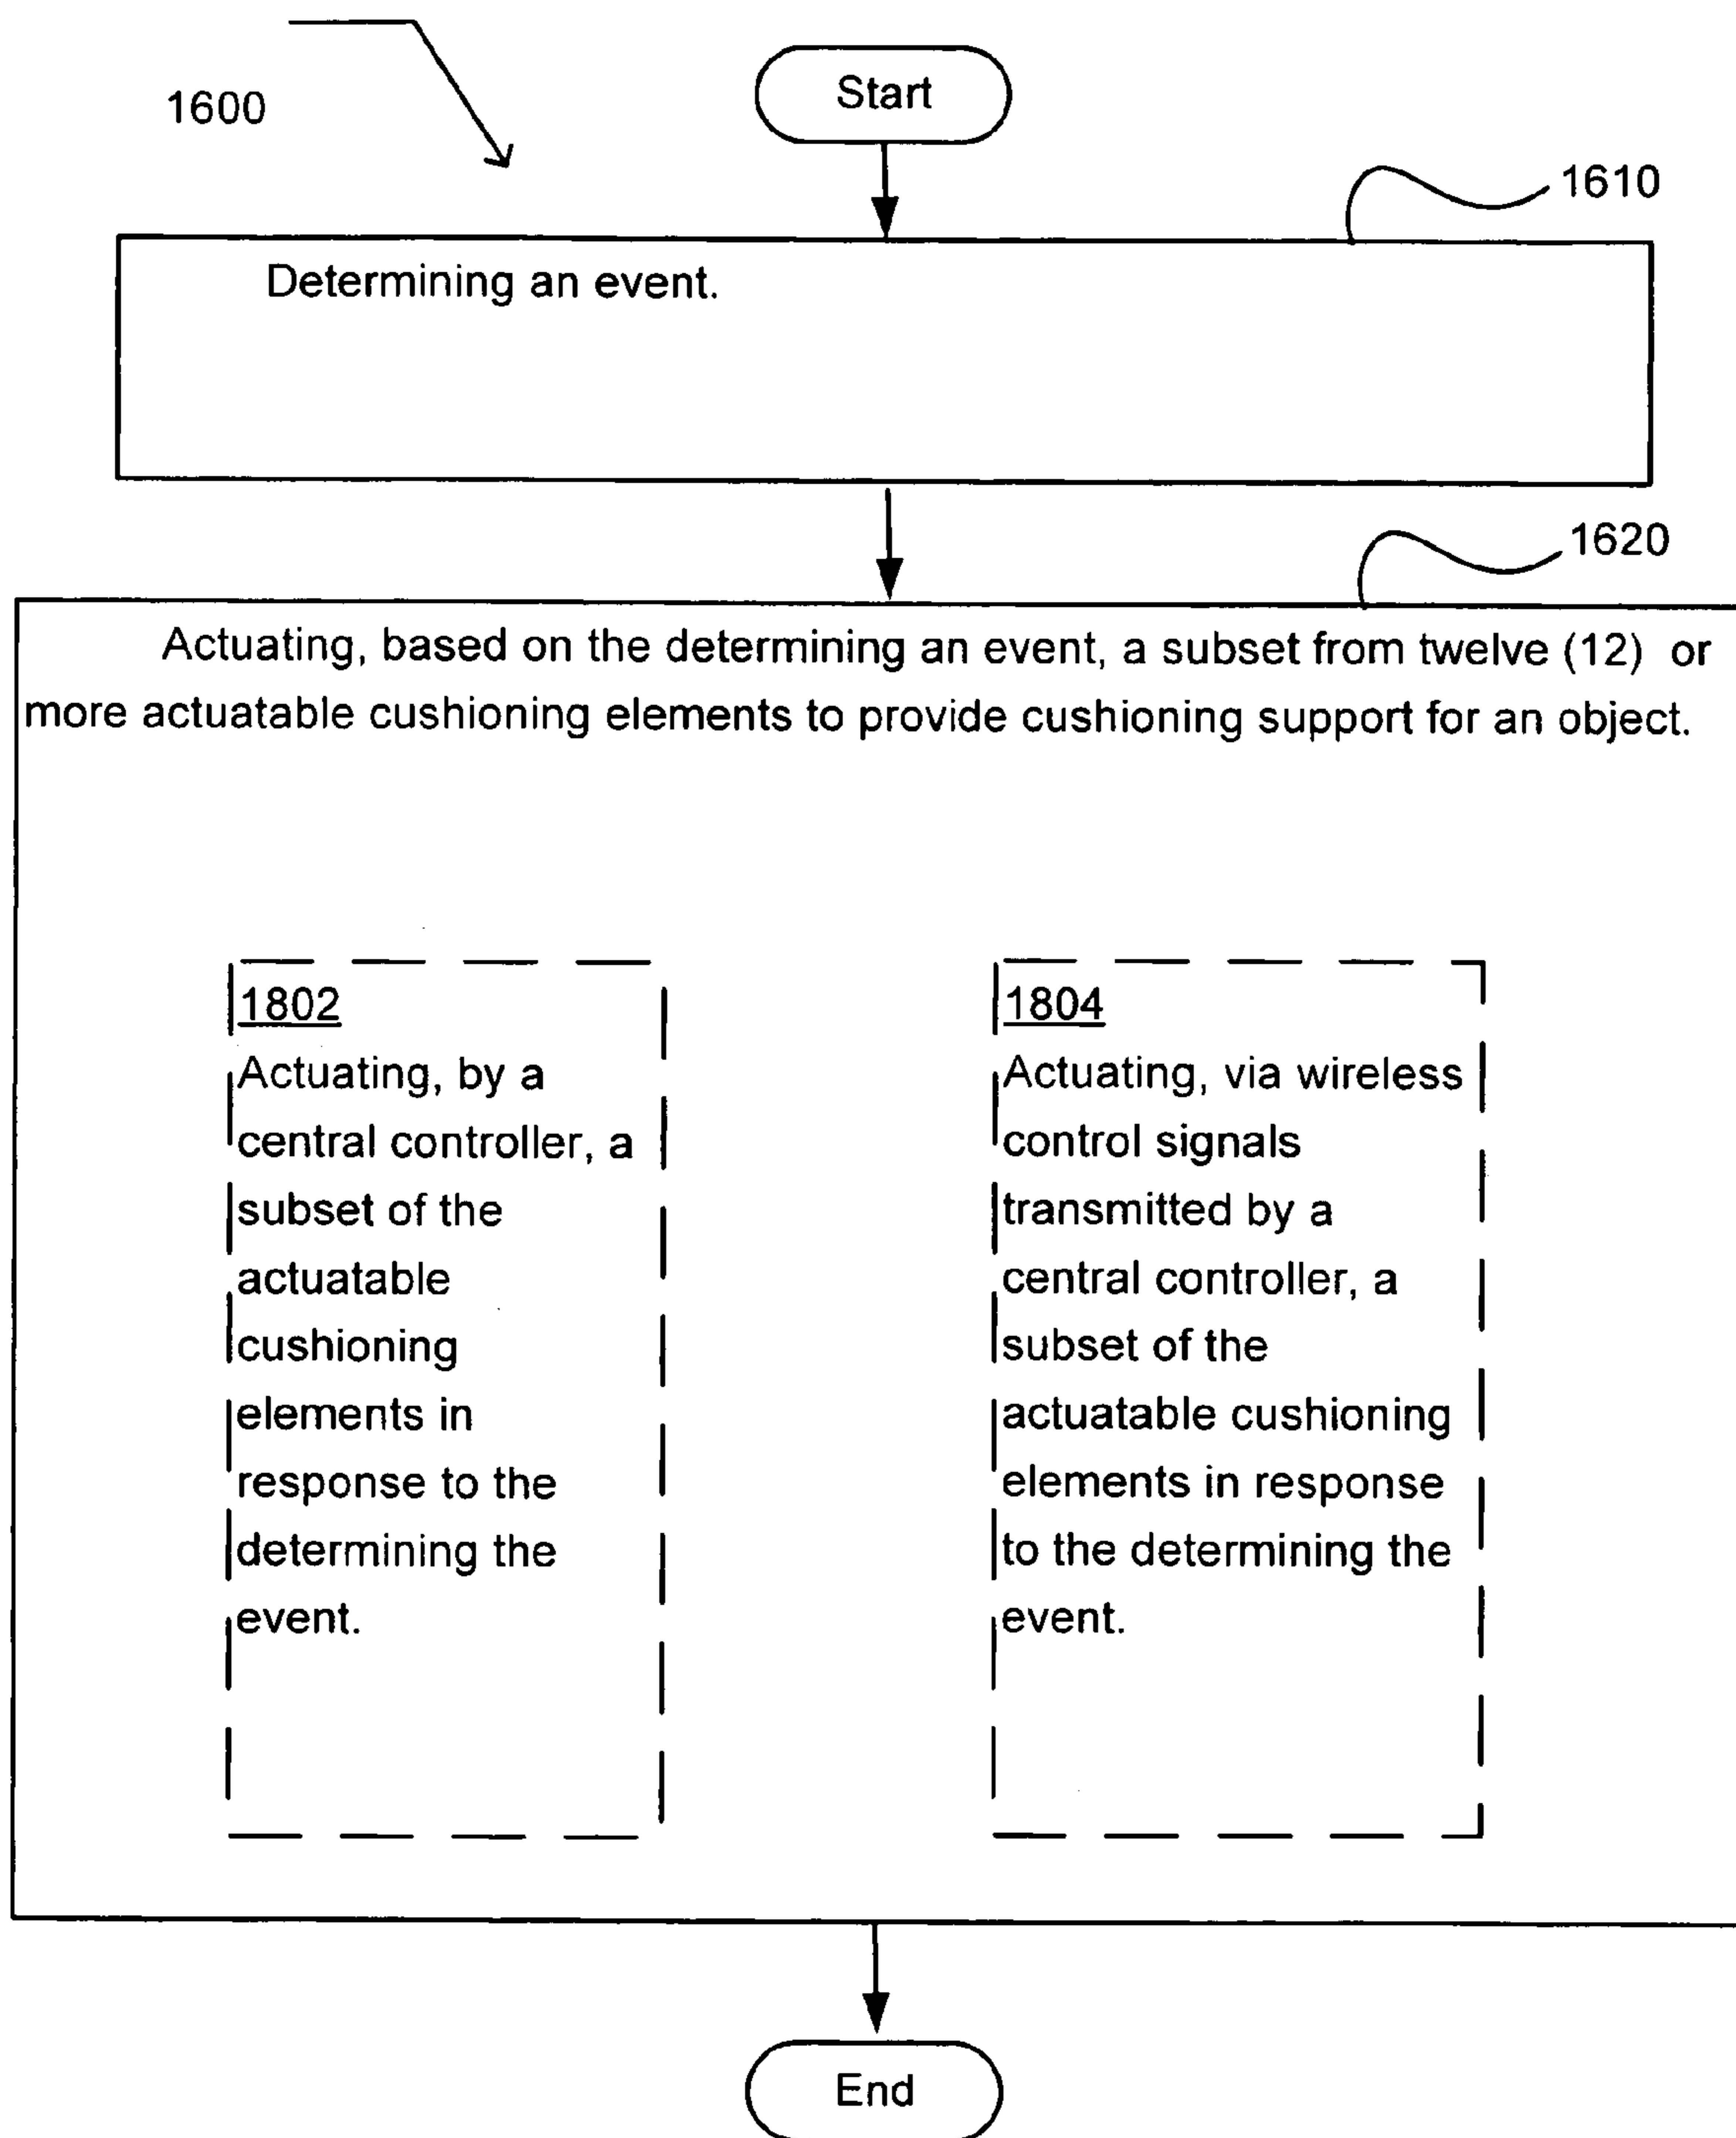 1600
Start
1610
Determining an event.
1620
Actuating, based on the determining an event, a subset from twelve (12) or
more actuatable cushioning elements to provide cushioning support for an object.
1802
Actuating, by a
central controller, a
subset of the
actuatable
cushioning
elements in
response to the
determining the
event.
1804
Actuating, via wireless
control signals
transmitted by a
central controller, a
subset of the
actuatable cushioning
elements in response
to the determining the
event.
End